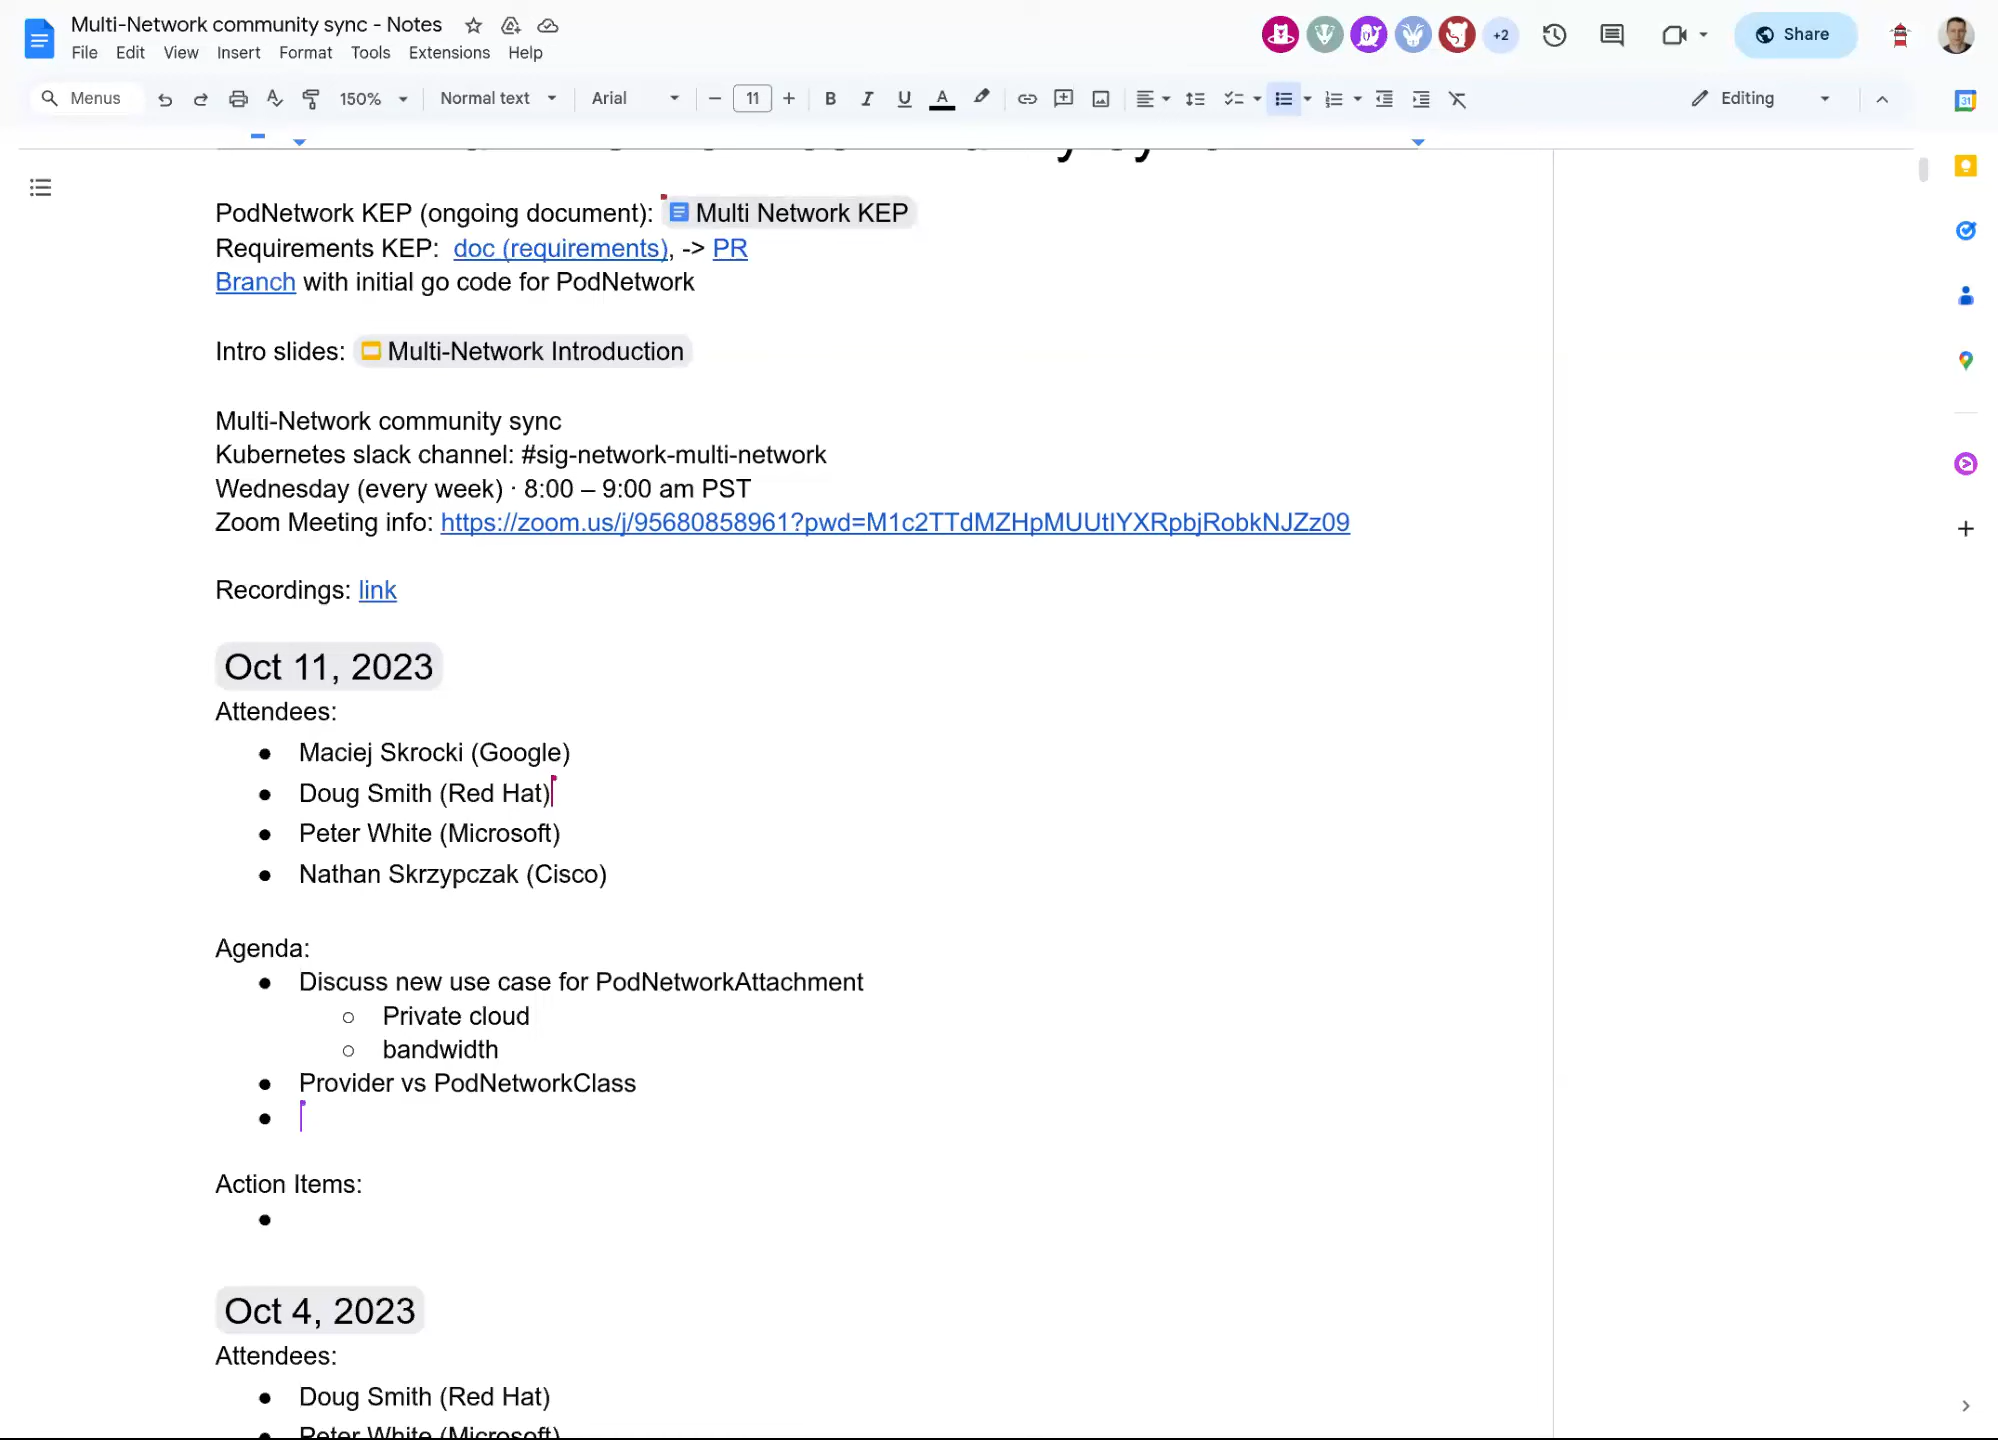 Multi-Network community sync - Notes
File Edit View Insert Format Tools Extensions Help
+2
Share
Menus
150%
Normal text
Arial
11
B I U A
Editing
31
PodNetwork KEP (ongoing document): Multi Network KEP
Requirements KEP: doc (requirements), -> PR
Branch with initial go code for PodNetwork
Intro slides: Multi-Network Introduction
Multi-Network community sync
Kubernetes slack channel: #sig-network-multi-network
Wednesday (every week) · 8:00 – 9:00 am PST
Zoom Meeting info: https://zoom.us/j/95680858961?pwd=M1c2TTdMZHpMUUtIYXRpbjRobkNJZz09
Recordings: link
Oct 11, 2023
Attendees:
● Maciej Skrocki (Google)
● Doug Smith (Red Hat)
● Peter White (Microsoft)
● Nathan Skrzypczak (Cisco)
Agenda:
● Discuss new use case for PodNetworkAttachment
○ Private cloud
○ bandwidth
● Provider vs PodNetworkClass
●
Action Items:
●
Oct 4, 2023
Attendees:
● Doug Smith (Red Hat)
● Peter White (Microsoft)